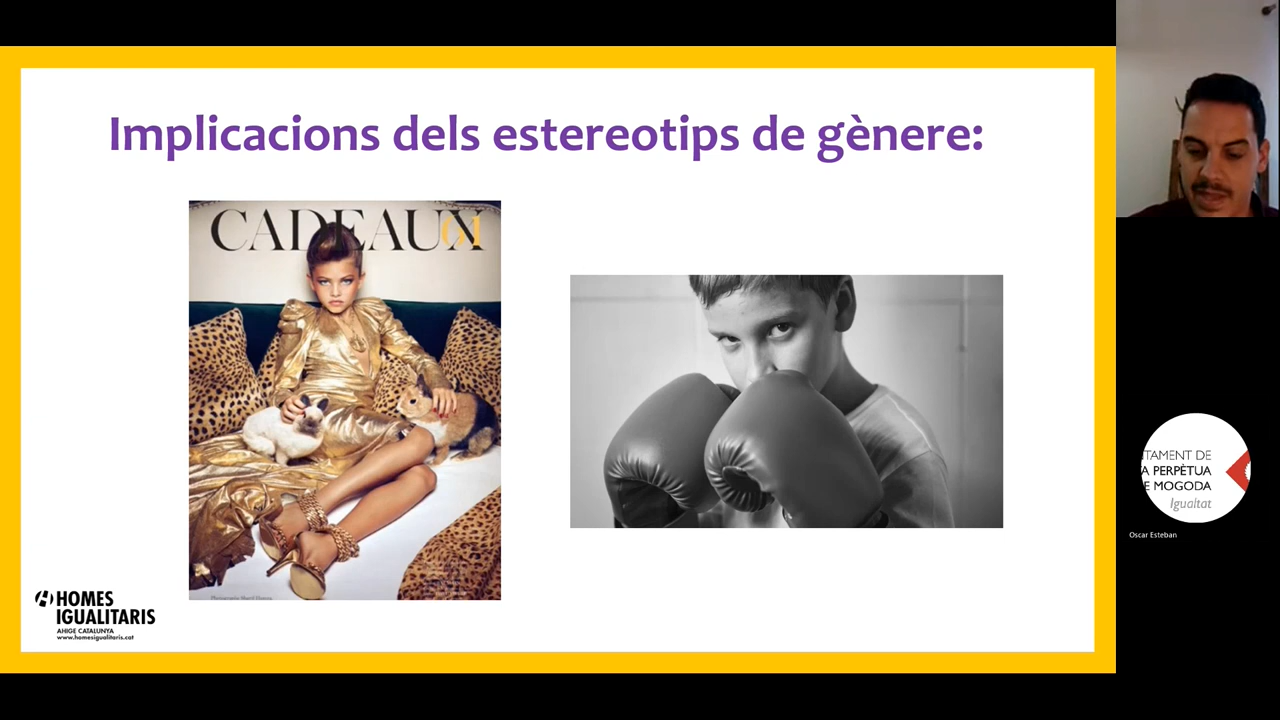 Implicacions dels estereotips de gènere:
CADEAUX
HOMES
IGUALITARIS
AHIGE CATALUNYA
www.homesigualitaris.cat
TAMENT DE
A PERPÈTUA
E MOGODA
Igualtat
Oscar Esteban